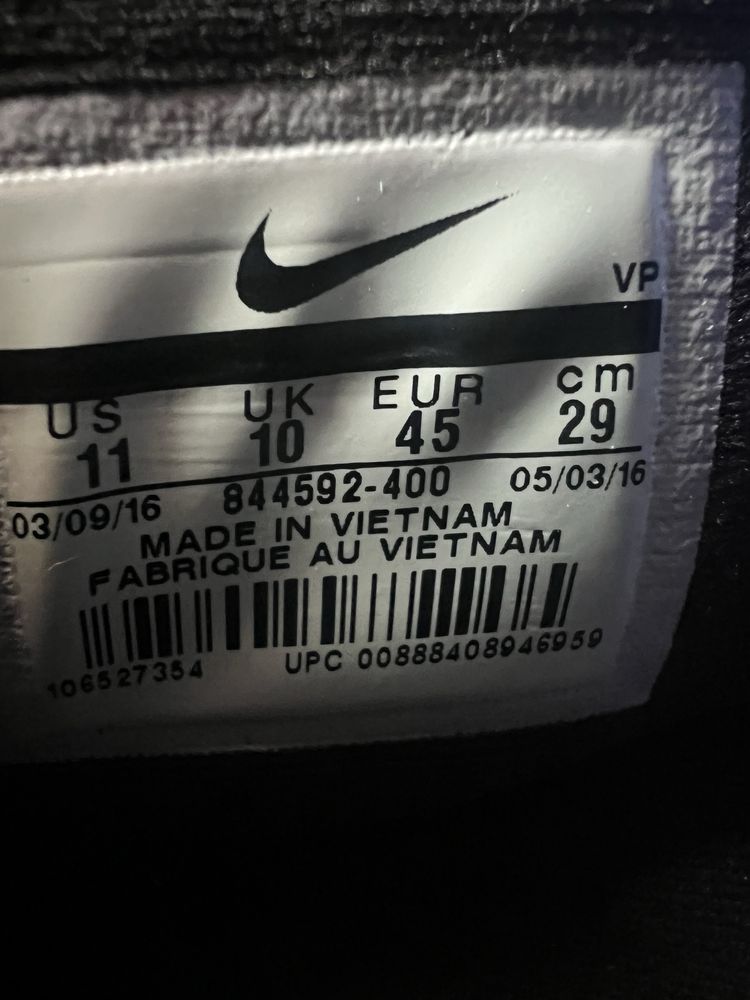 VP
US UK EUR cm
11 10 45 29
03/09/16 844592-400 05/03/16
MADE IN VIETNAM
FABRIQUE AU VIETNAM
106527354 UPC 00888408946959